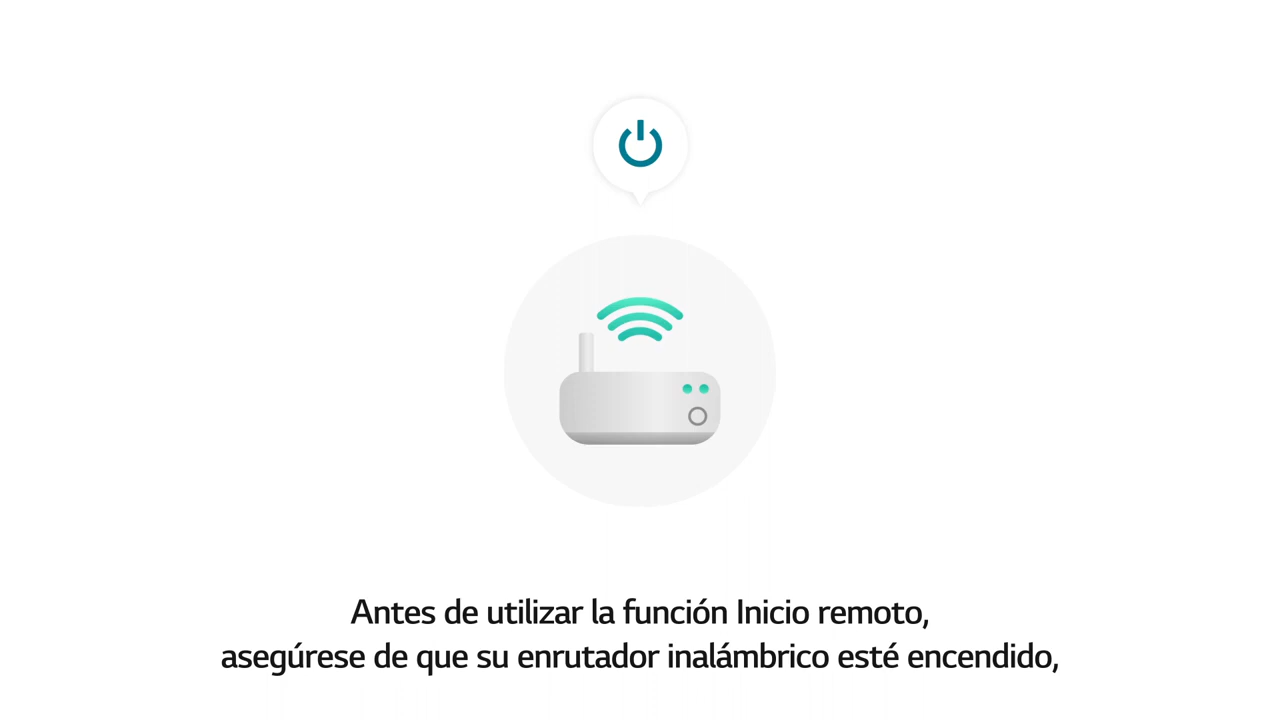 Antes de utilizar la función Inicio remoto,
asegúrese de que su enrutador inalámbrico esté encendido,